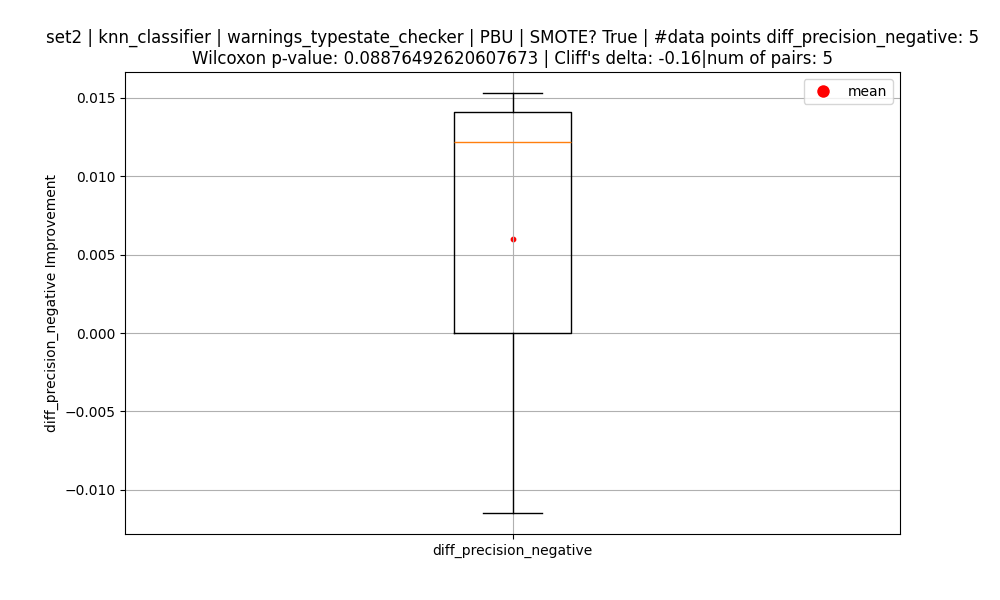 set2 | knn_classifier | warnings_typestate_checker | PBU | SMOTE? True | #data points diff_precision_negative: 5
Wilcoxon p-value: 0.08876492620607673 | Cliff's delta: -0.16|num of pairs: 5
mean
0.015
0.010
0.005
0.000
−0.005
−0.010
diff_precision_negative Improvement
diff_precision_negative